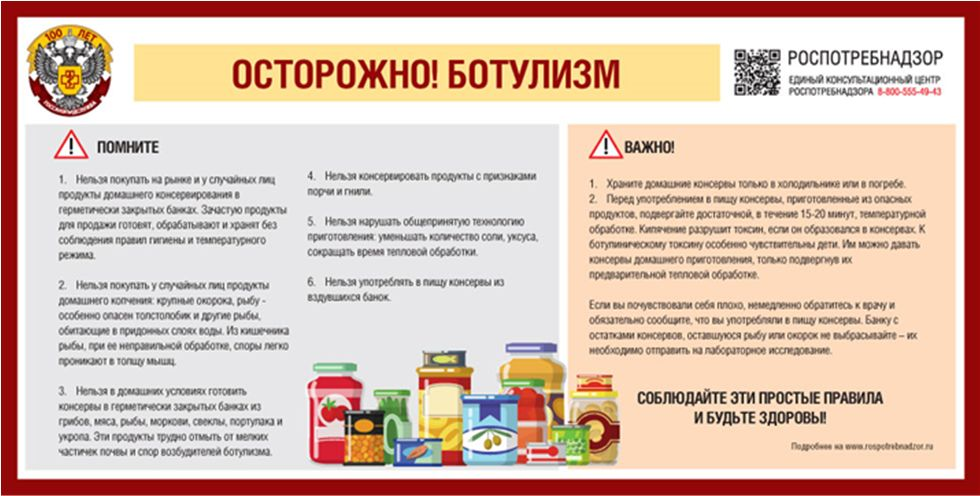 100 ЛЕТ
ОСТОРОЖНО! БОТУЛИЗМ
РОСПОТРЕБНАДЗОР
ЕДИНЫЙ КОНСУЛЬТАЦИОННЫЙ ЦЕНТР
РОСПОТРЕБНАДЗОРА 8-800-555-49-43
ПОМНИТЕ
1. Нельзя покупать на рынке и у случайных лиц
продукты домашнего консервирования в
герметически закрытых банках. Зачастую продукты
для продажи готовят, обрабатывают и хранят без
соблюдения правил гигиены и температурного
режима.
2. Нельзя покупать у случайных лиц продукты
домашнего копчения: крупные окорока, рыбу -
особенно опасен толстолобик и другие рыбы,
обитающие в придонных слоях воды. Из кишечника
рыбы, при ее неправильной обработке, споры легко
проникают в толщу мышц.
3. Нельзя в домашних условиях готовить
консервы в герметически закрытых банках из
грибов, мяса, рыбы, моркови, свеклы, портулака и
укропа. Эти продукты трудно отмыть от мелких
частичек почвы и спор возбудителей ботулизма.
4. Нельзя консервировать продукты с признаками
порчи и гнили.
5. Нельзя нарушать общепринятую технологию
приготовления: уменьшать количество соли, уксуса,
сокращать время тепловой обработки.
6. Нельзя употреблять в пищу консервы из
вздувшихся банок.
ВАЖНО!
1. Храните домашние консервы только в холодильнике или в погребе.
2. Перед употреблением в пищу консервы, приготовленные из опасных
продуктов, подвергайте достаточной, в течение 15-20 минут, температурной
обработке. Кипячение разрушит токсин, если он образовался в консервах. К
ботулиническому токсину особенно чувствительны дети. Им можно давать
консервы домашнего приготовления, только подвергнув их
предварительной тепловой обработке.
Если вы почувствовали себя плохо, немедленно обратитесь к врачу и
обязательно сообщите, что вы употребляли в пищу консервы. Банку с
остатками консервов, оставшуюся рыбу или окорок не выбрасывайте – их
необходимо отправить на лабораторное исследование.
СОБЛЮДАЙТЕ ЭТИ ПРОСТЫЕ ПРАВИЛА
И БУДЬТЕ ЗДОРОВЫ!
Подробнее на www.rospotrebnadzor.ru